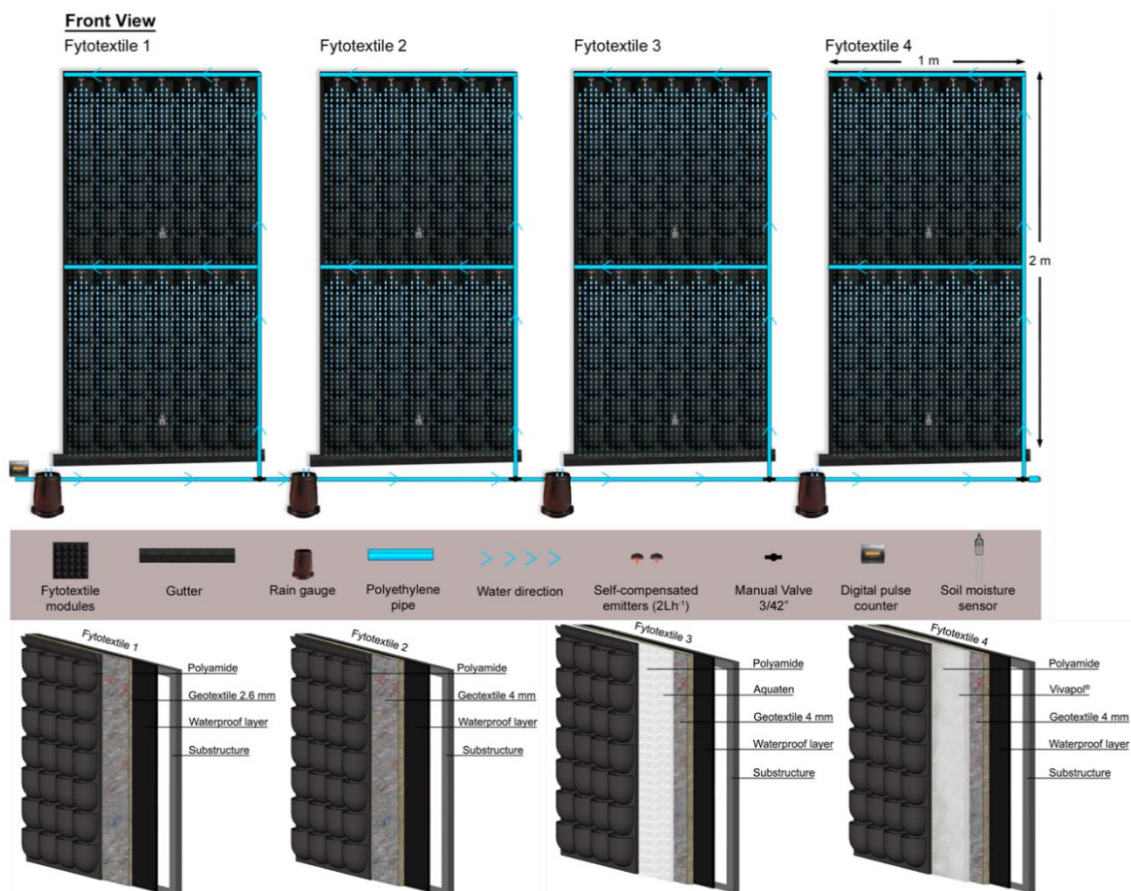 Front View
Fytotextile 1
Fytotextile 2
Fytotextile 3
Fytotextile 4
1 m
2 m
Fytotextile
modules
Gutter
Rain gauge
Polyethylene
pipe
Water direction
Self-compensated
emitters (2Lh⁻¹)
Manual Valve
3/42"
Digital pulse
counter
Soil moisture
sensor
Fytotextile 1
Polyamide
Geotextile 2.6 mm
Waterproof layer
Substructure
Fytotextile 2
Polyamide
Geotextile 4 mm
Waterproof layer
Substructure
Fytotextile 3
Polyamide
Aquaten
Geotextile 4 mm
Waterproof layer
Substructure
Fytotextile 4
Polyamide
Vivapol®
Geotextile 4 mm
Waterproof layer
Substructure